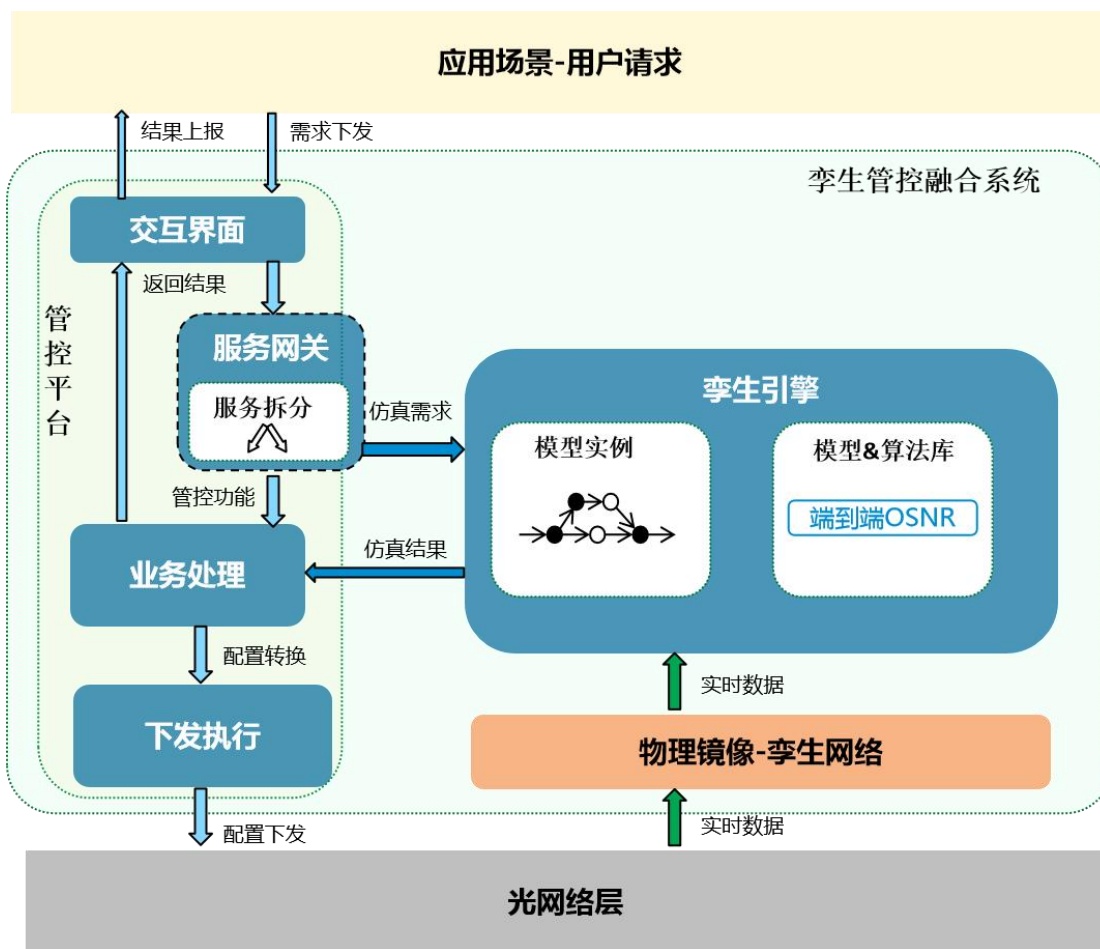 应用场景-用户请求
结果上报
需求下发
孪生管控融合系统
交互界面
返回结果
管控平台
服务网关
服务拆分
仿真需求
孪生引擎
模型实例
模型&算法库
端到端OSNR
管控功能
仿真结果
业务处理
配置转换
实时数据
下发执行
物理镜像-孪生网络
配置下发
实时数据
光网络层